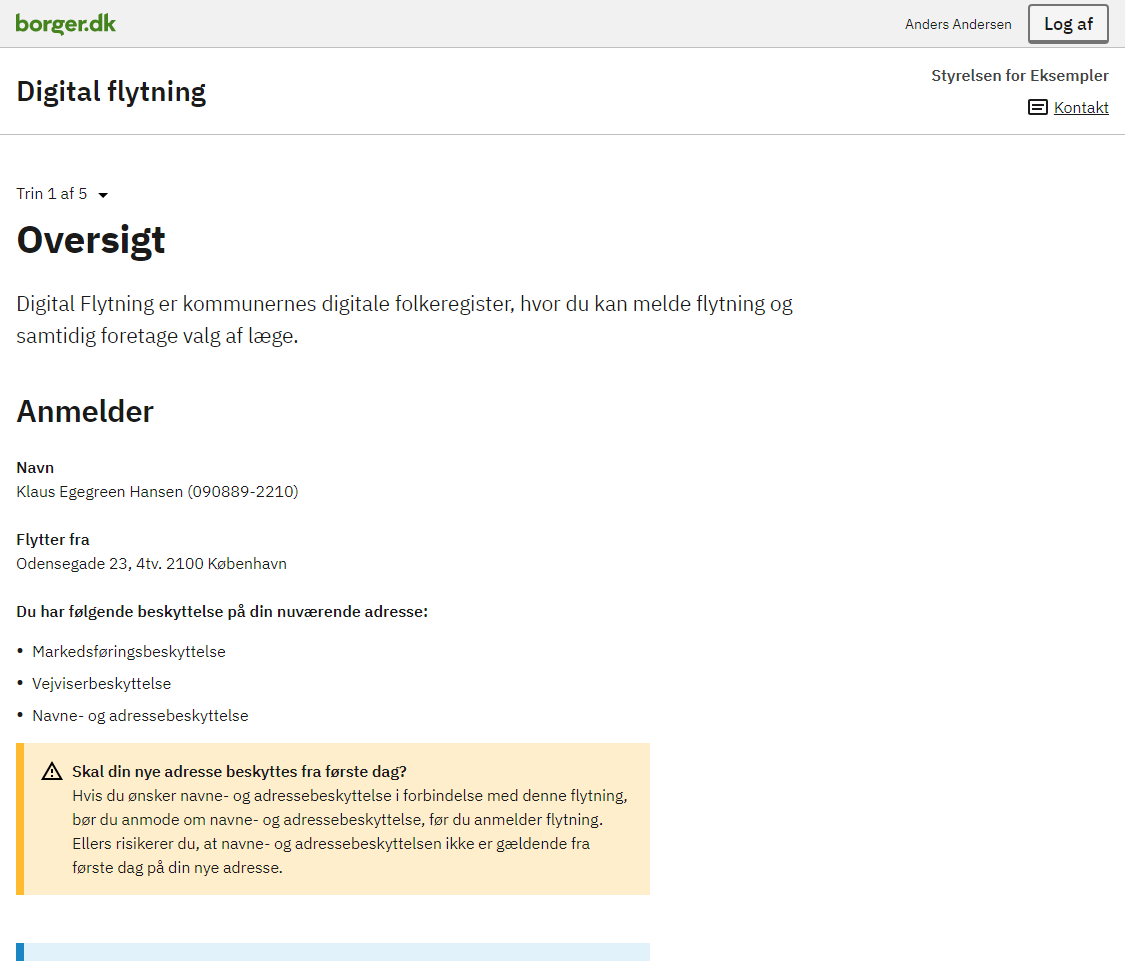 borger.dk
Anders Andersen
Log af
Digital flytning
Styrelsen for Eksempler
Kontakt
Trin 1 af 5
Oversigt
Digital Flytning er kommunernes digitale folkeregister, hvor du kan melde flytning og
samtidig foretage valg af læge.
Anmelder
Navn
Klaus Egegreen Hansen (090889-2210)
Flytter fra
Odensegade 23, 4tv. 2100 København
Du har følgende beskyttelse på din nuværende adresse:
• Markedsføringsbeskyttelse
• Vejviserbeskyttelse
• Navne- og adressebeskyttelse
Skal din nye adresse beskyttes fra første dag?
Hvis du ønsker navne- og adressebeskyttelse i forbindelse med denne flytning,
bør du anmode om navne- og adressebeskyttelse, før du anmelder flytning.
Ellers risikerer du, at navne- og adressebeskyttelsen ikke er gældende fra
første dag på din nye adresse.